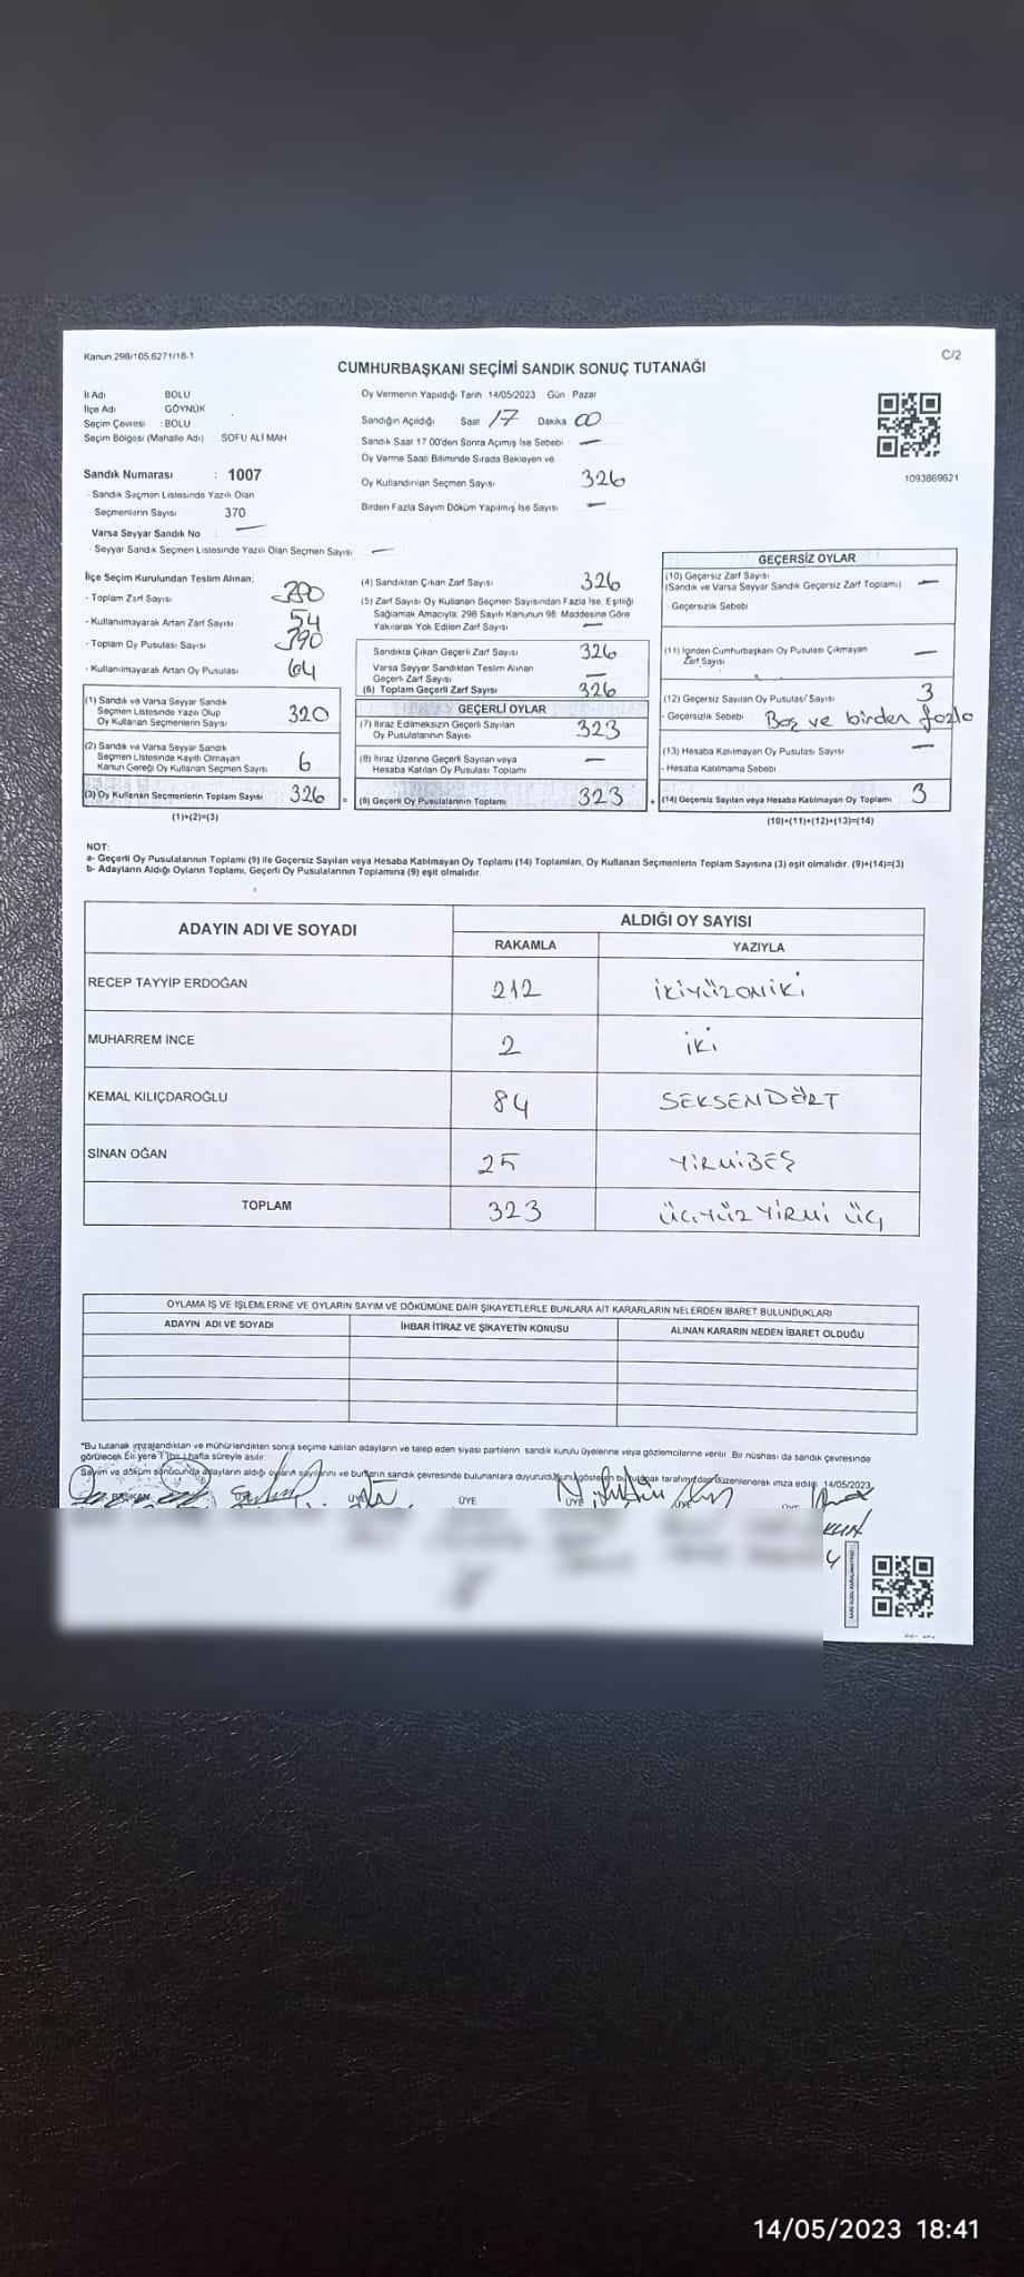 Kanun 298/105.6271/18-1
C/2
CUMHURBAŞKANI SEÇİMİ SANDIK SONUÇ TUTANAĞI
İl Adı BOLU
İlçe Adı GÖYNÜK
Seçim Çevresi : BOLU
Seçim Bölgesi (Mahalle Adı) SOFU ALİ MAH
Sandık Numarası : 1007
- Sandık Seçmen Listesinde Yazılı Olan
Seçmenlerin Sayısı 370
Varsa Seyyar Sandık No —
- Seyyar Sandık Seçmen Listesinde Yazılı Olan Seçmen Sayısı —
Oy Vermenin Yapıldığı Tarih 14/05/2023 Gün Pazar
Sandığın Açıldığı Saat 17 Dakika 00
Sandık Saat 17 00'den Sonra Açımış İse Sebebi —
Oy Verme Saati Bitiminde Sırada Bekleyen ve
Oy Kullandırılan Seçmen Sayısı 326
Birden Fazla Sayım Döküm Yapılmış İse Sayısı —
1093869621
İlçe Seçim Kurulundan Teslim Alınan;
- Toplam Zarf Sayısı
- Kullanılmayarak Artan Zarf Sayısı 54
- Toplam Oy Pusulası Sayısı 390
- Kullanılmayarak Artan Oy Pusulası 64
(1) Sandık ve Varsa Seyyar Sandık
Seçmen Listesinde Yazılı Olup
Oy Kullanan Seçmenlerin Sayısı 320
(2) Sandık ve Varsa Seyyar Sandık
Seçmen Listesinde Kayıtlı Olmayan
Kanun Gereği Oy Kullanan Seçmen Sayısı 6
(3) Oy Kullanan Seçmenlerin Toplam Sayısı 326 =
(1)+(2)=(3)
(4) Sandıktan Çıkan Zarf Sayısı 326
(5) Zarf Sayısı Oy Kullanan Seçmen Sayısından Fazla İse, Eşitliği
Sağlamak Amacıyla, 298 Sayılı Kanunun 98. Maddesine Göre
Yakılarak Yok Edilen Zarf Sayısı —
Sandıkta Çıkan Geçerli Zarf Sayısı 326
Varsa Seyyar Sandıktan Teslim Alınan
Geçerli Zarf Sayısı —
(6) Toplam Geçerli Zarf Sayısı 326
GEÇERLİ OYLAR
(7) İtiraz Edilmeksizin Geçerli Sayılan
Oy Pusulalarının Sayısı 323
(8) İtiraz Üzerine Geçerli Sayılan veya
Hesaba Katılan Oy Pusulası Toplamı —
(9) Geçerli Oy Pusulalarının Toplamı 323 +
GEÇERSİZ OYLAR
(10) Geçersiz Zarf Sayısı
(Sandık ve Varsa Seyyar Sandık Geçersiz Zarf Toplamı) —
- Geçersizlik Sebebi
(11) İçinden Cumhurbaşkanı Oy Pusulası Çıkmayan
Zarf Sayısı —
(12) Geçersiz Sayılan Oy Pusulası Sayısı 3
- Geçersizlik Sebebi Boş ve birden fazla
(13) Hesaba Katılmayan Oy Pusulası Sayısı —
- Hesaba Katılmama Sebebi
(14) Geçersiz Sayılan veya Hesaba Katılmayan Oy Toplamı 3
(10)+(11)+(12)+(13)=(14)
NOT:
a- Geçerli Oy Pusulalarının Toplamı (9) ile Geçersiz Sayılan veya Hesaba Katılmayan Oy Toplamı (14) Toplamları, Oy Kullanan Seçmenlerin Toplam Sayısına (3) eşit olmalıdır. (9)+(14)=(3)
b- Adayların Aldığı Oyların Toplamı, Geçerli Oy Pusulalarının Toplamına (9) eşit olmalıdır.
ADAYIN ADI VE SOYADI ALDIĞI OY SAYISI
RAKAMLA YAZIYLA
RECEP TAYYİP ERDOĞAN 212 İKİYÜZONİKİ
MUHARREM İNCE 2 İKİ
KEMAL KILIÇDAROĞLU 84 SEKSENDÖRT
SİNAN OĞAN 25 YİRMİBEŞ
TOPLAM 323 ÜÇYÜZ YİRMİ ÜÇ
OYLAMA İŞ VE İŞLEMLERİNE VE OYLARIN SAYIM VE DÖKÜMÜNE DAİR ŞİKAYETLERLE BUNLARA AİT KARARLARIN NELERDEN İBARET BULUNDUKLARI
ADAYIN ADI VE SOYADI İHBAR İTİRAZ VE ŞİKAYETİN KONUSU ALINAN KARARIN NEDEN İBARET OLDUĞU
*Bu tutanak imzalandıktan ve mühürlendikten sonra seçime katılan adayların ve talep eden siyasi partilerin sandık kurulu üyelerine veya gözlemcilerine verilir. Bir nüshası da sandık çevresinde
görülecek bir yere 1 bir hafta süreyle asılır.
Sayım ve döküm sonucunda adayların aldığı oyların sayılarını ve bunların sandık çevresinde bulunanlara duyurulduğunu gösteren bu tutanak tarafımızdan düzenlenerek imza edildi. 14/05/2023
BAŞKAN ÜYE ÜYE ÜYE ÜYE ÜYE
14/05/2023 18:41